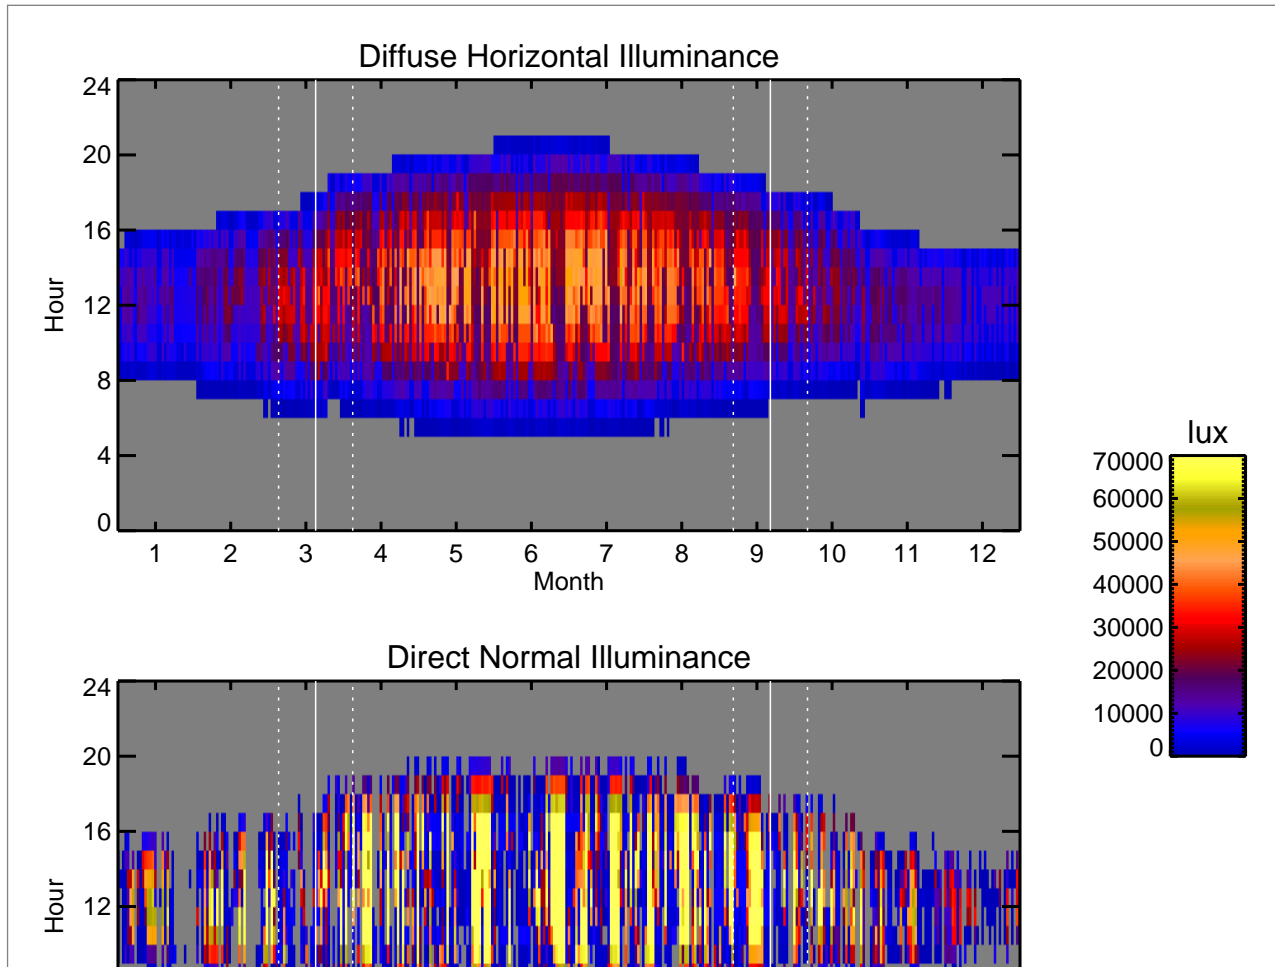 Diffuse Horizontal Illuminance
24
20
16
12
8
4
0
Hour
1 2 3 4 5 6 7 8 9 10 11 12
Month
lux
70000
60000
50000
40000
30000
20000
10000
0
Direct Normal Illuminance
24
20
16
12
Hour